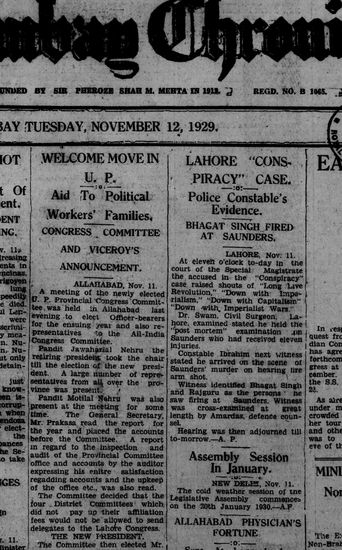 mbay Chroni
UNDED BY SIR PHEROZE SHAH M. MEHTA IN 1913.
REGD. NO. B 1065.
BAY TUESDAY, NOVEMBER 12, 1929.
WELCOME MOVE IN
U. P.
Aid To Political
Workers' Families,
CONGRESS COMMITTEE
AND VICEROY'S
ANNOUNCEMENT.
ALLAHABAD, Nov. 11.
A meeting of the newly elected
U. P. Provincial Congress Commit-
tee was held in Allahabad last
evening to elect Officer-bearers
for the ensuing year and also re-
presentatives to the All-India
Congress Committee.
Pandit Jawaharlal Nehru the
retiring president took the chair
till the election of the new presi-
dent. A large number of repre-
sentatives from all over the pro-
vince was present.
Pandit Motilal Nehru was also
present at the meeting for some
time. The General Secretary,
Mr. Prakasa, read the report for
the year and placed the accounts
before the Committee. A report
in regard to the inspection and
audit of the Provincial Committee
office and accounts by the auditor
expressing his entire satisfaction
regadding accounts and the upkeep
of the office etc., was also read.
The Committee decided that the
four District Committees which
did not pay up their affiliation
fees would not be allowed to send
delegates to the Lahore Congress.
THE NEW PRESIDENT.
The Committee then elected Mr.
LAHORE "CONS-
PIRACY" CASE.
Police Constable's
Evidence.
BHAGAT SINGH FIRED
AT SAUNDERS.
LAHORE, Nov. 11.
At eleven o'clock to-day in the
court of the Special Magistrate
the accused in the "Conspiracy"
case raised shouts of "Long Live
Revolution," "Down with Impe-
rialism," "Down with Capitalism"
"Down with Imperialist Wars."
Dr. Swam, Civil Surgeon, La-
hore, examined stated he held the
"post mortem" examination on
Saunders who had received eleven
injuries.
Constable Ibrahim next witness
stated he arrived on the scene of
Saunders' murder on hearing fire
arm shot.
Witness identified Bhagat Singh
and Rajguru as the persons he
saw firing at Saunders. Witness
was cross-examined at great
length by Amardas, defence coun-
sel.
Hearing was then adjourned till
to-morrow.—A. P.
Assembly Session
In January.
NEW DELHI, Nov. 11.
The cold weather session of the
Legislative Assembly commences
on the 20th January 1930.—A.P.
ALLAHABAD PHYSICIAN'S
FORTUNE.